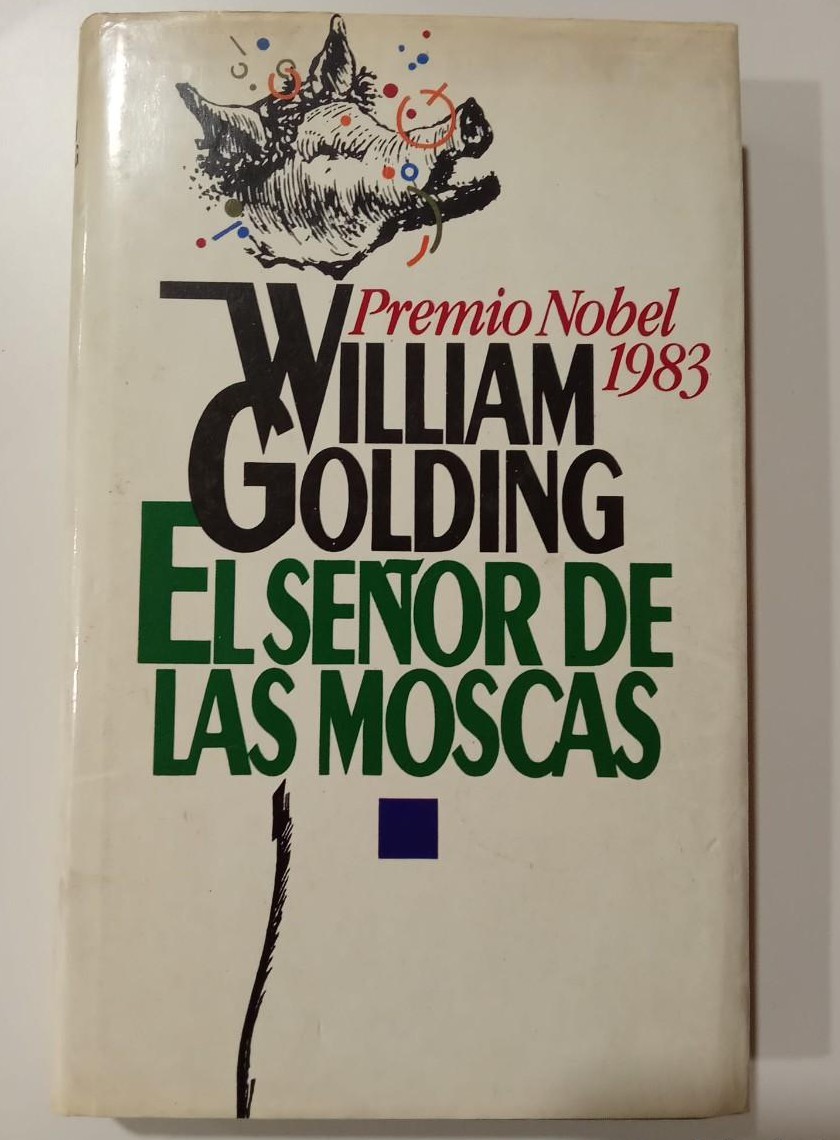 Premio Nobel
1983
WILLIAM
GOLDING
EL SEÑOR DE
LAS MOSCAS